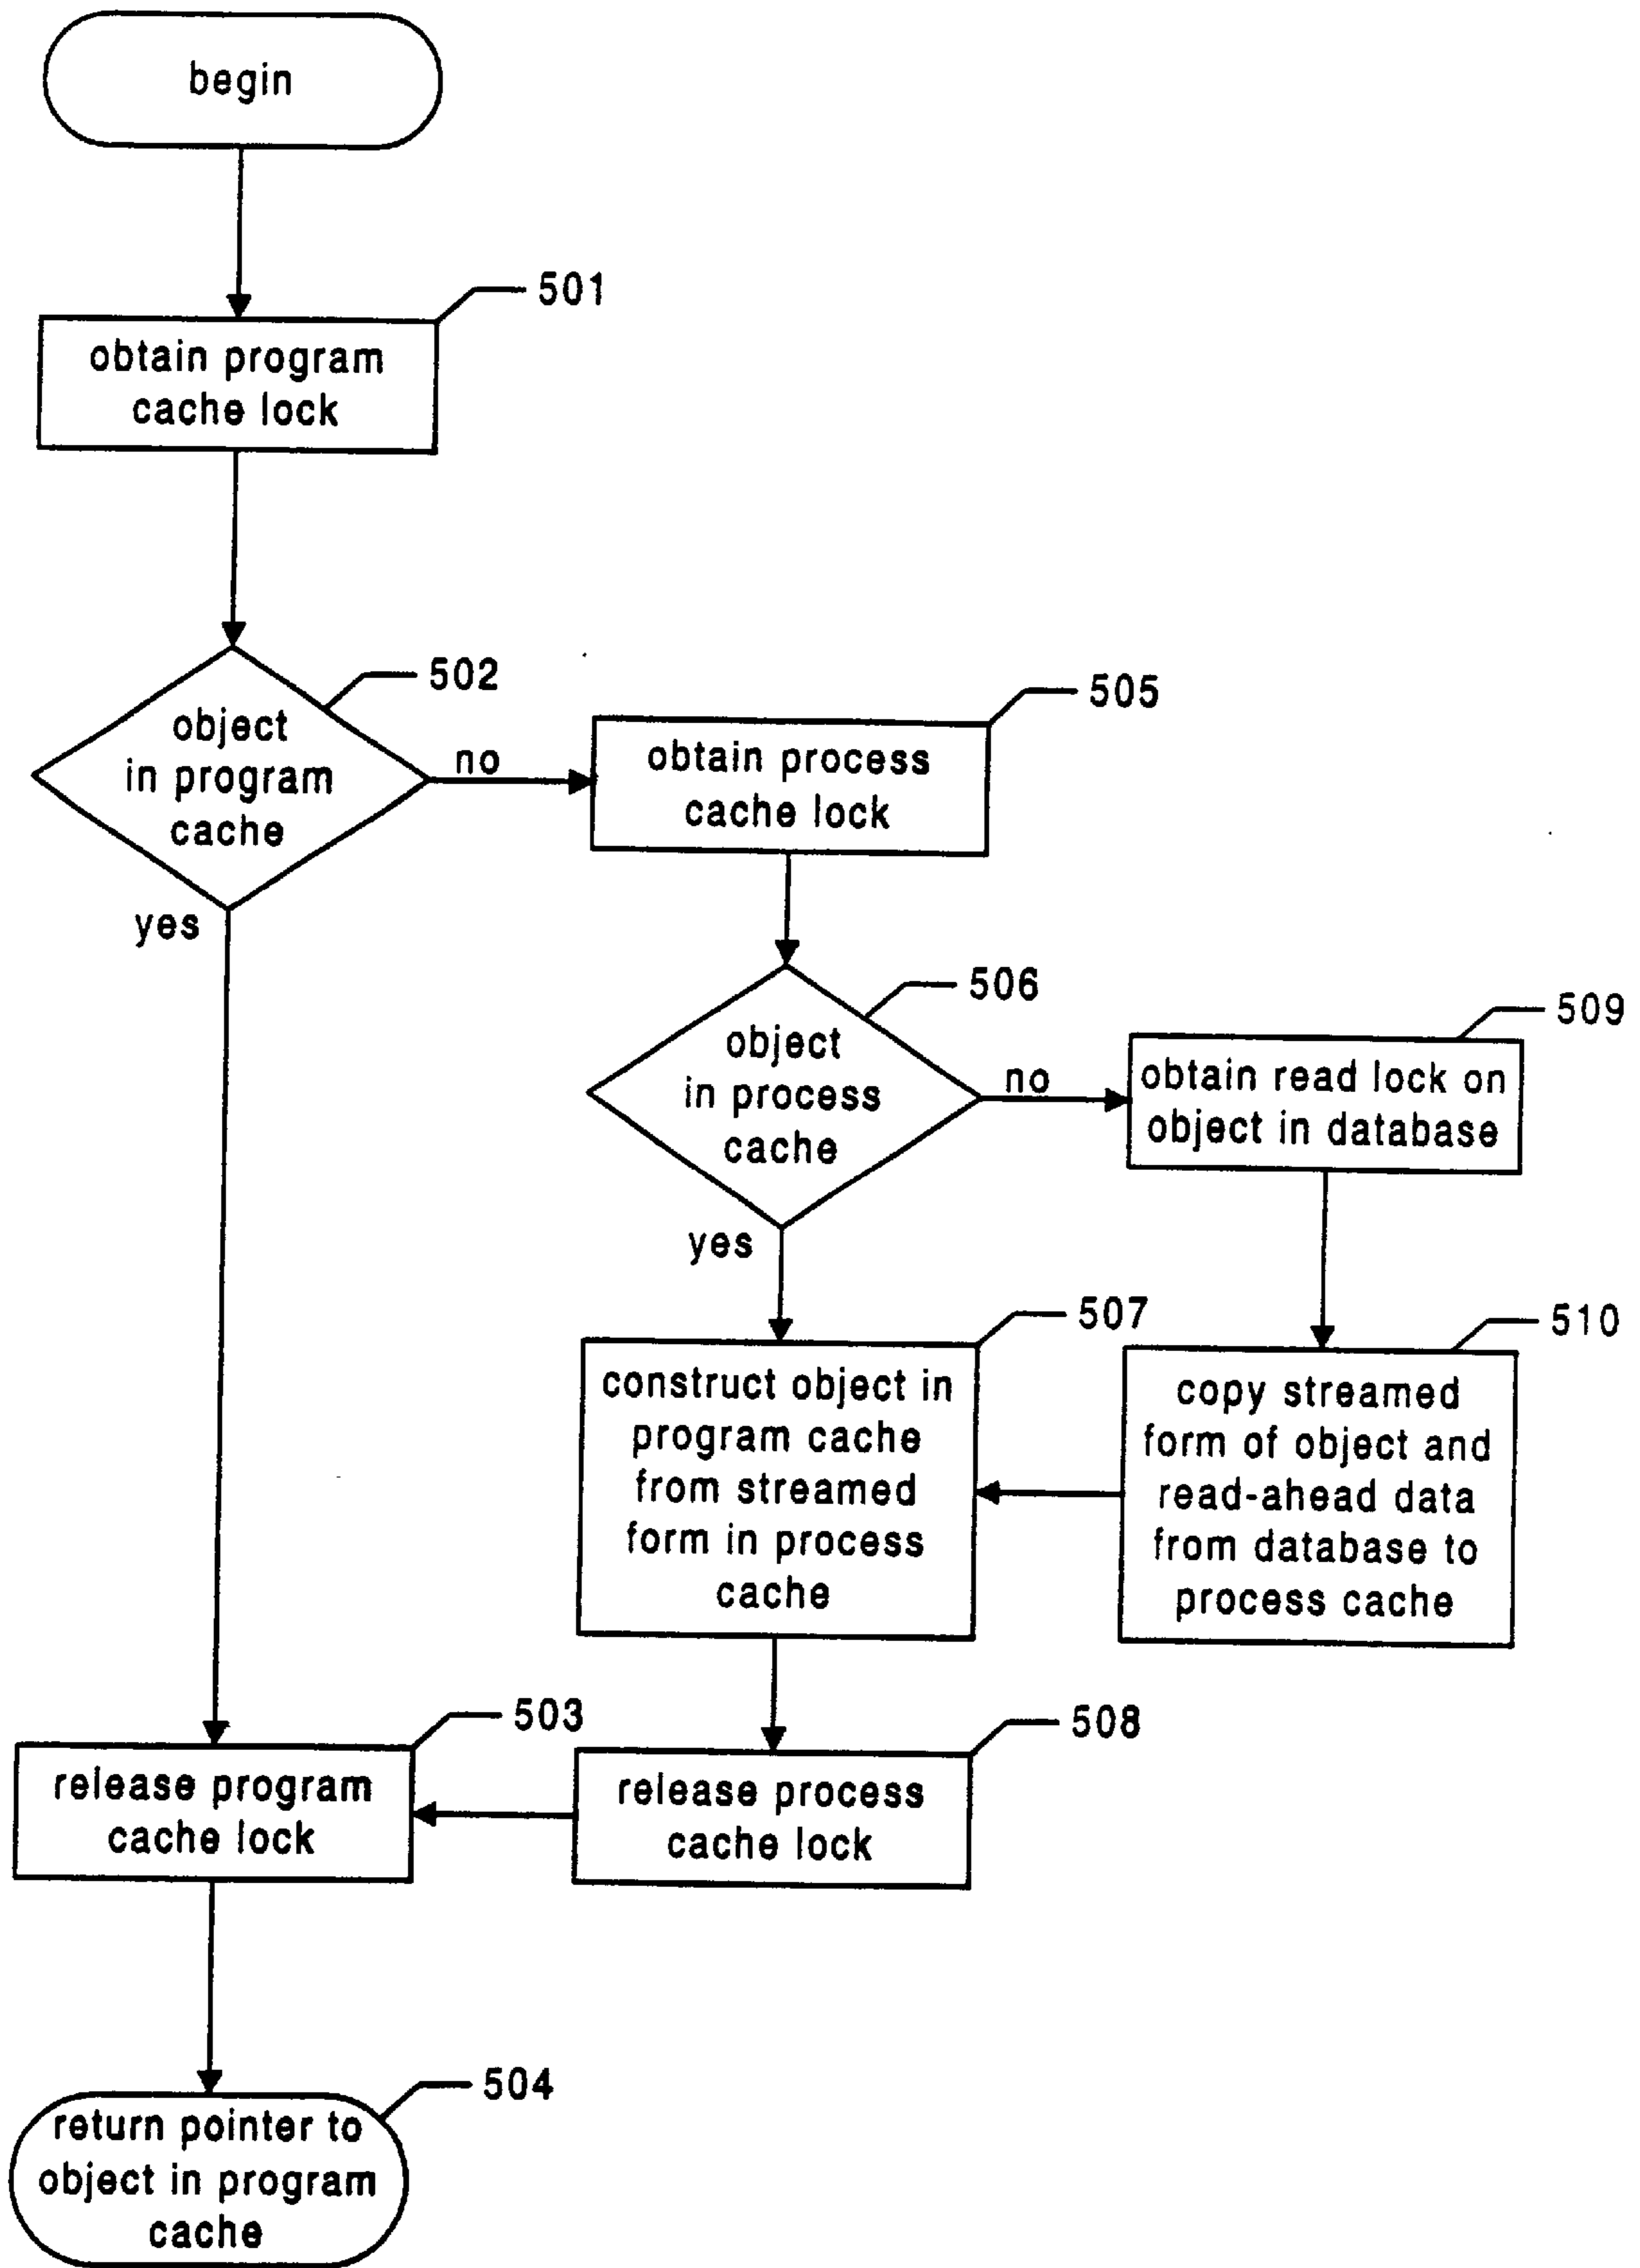 begin
501
obtain program
cache lock
502
object
in program
cache
no
yes
505
obtain process
cache lock
506
object
in process
cache
no
yes
509
obtain read lock on
object in database
507
construct object in
program cache
from streamed
form in process
cache
510
copy streamed
form of object and
read-ahead data
from database to
process cache
503
release program
cache lock
508
release process
cache lock
504
return pointer to
object in program
cache